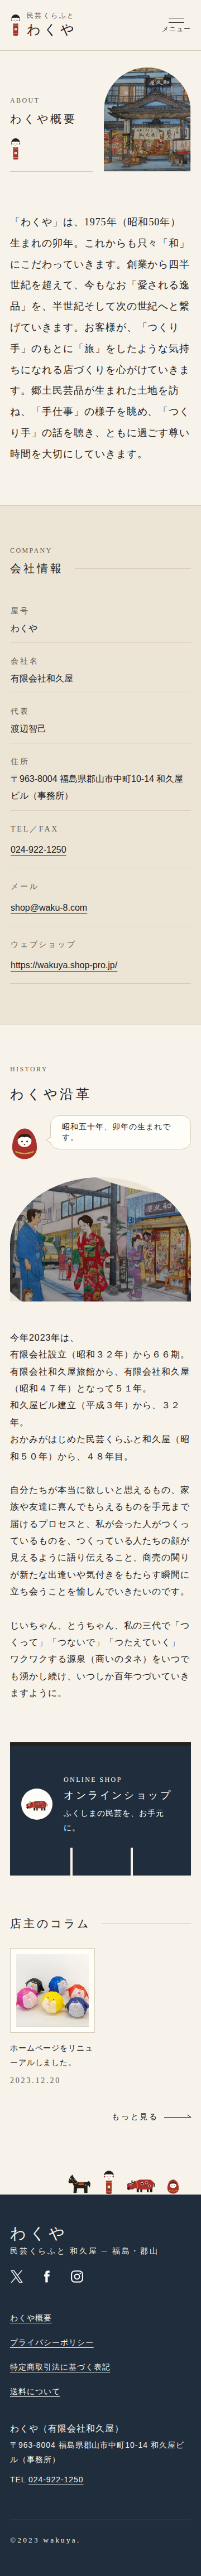 民芸くらふと
わくや
メニュー
ABOUT
わくや概要
「わくや」は、1975年（昭和50年）
生まれの卯年。これからも只々「和」
にこだわっていきます。創業から四半
世紀を超えて、今もなお「愛される逸
品」を、半世紀そして次の世紀へと繋
げていきます。お客様が、「つくり
手」のもとに「旅」をしたような気持
ちになれる店づくりを心がけていきま
す。郷土民芸品が生まれた土地を訪
ね、「手仕事」の様子を眺め、「つく
り手」の話を聴き、ともに過ごす尊い
時間を大切にしていきます。
COMPANY
会社情報
屋号
わくや
会社名
有限会社和久屋
代表
渡辺智己
住所
〒963-8004 福島県郡山市中町10-14 和久屋
ビル（事務所）
TEL／FAX
024-922-1250
メール
shop@waku-8.com
ウェブショップ
https://wakuya.shop-pro.jp/
HISTORY
わくや沿革
昭和五十年、卯年の生まれで
す。
今年2023年は、
有限会社設立（昭和３２年）から６６期。
有限会社和久屋旅館から、有限会社和久屋
（昭和４７年）となって５１年。
和久屋ビル建立（平成３年）から、３２
年。
おかみがはじめた民芸くらふと和久屋（昭
和５０年）から、４８年目。
自分たちが本当に欲しいと思えるもの、家
族や友達に喜んでもらえるものを手元まで
届けるプロセスと、私が会った人がつくっ
ているものを、つくっている人たちの顔が
見えるように語り伝えること、商売の関り
が新たな出逢いや気付きをもたらす瞬間に
立ち会うことを愉しんでいきたいのです。
じいちゃん、とうちゃん、私の三代で「つ
くって」「つないで」「つたえていく」
ワクワクする源泉（商いのタネ）をいつで
も湧かし続け、いつしか百年つづいていき
ますように。
ONLINE SHOP
オンラインショップ
ふくしまの民芸を、お手元
に。
店主のコラム
ホームページをリニュ
ーアルしました。
2023.12.20
もっと見る
わくや
民芸くらふと 和久屋 ─ 福島・郡山
わくや概要
プライバシーポリシー
特定商取引法に基づく表記
送料について
わくや（有限会社和久屋）
〒963-8004 福島県郡山市中町10-14 和久屋ビ
ル（事務所）
TEL 024-922-1250
©2023 wakuya.